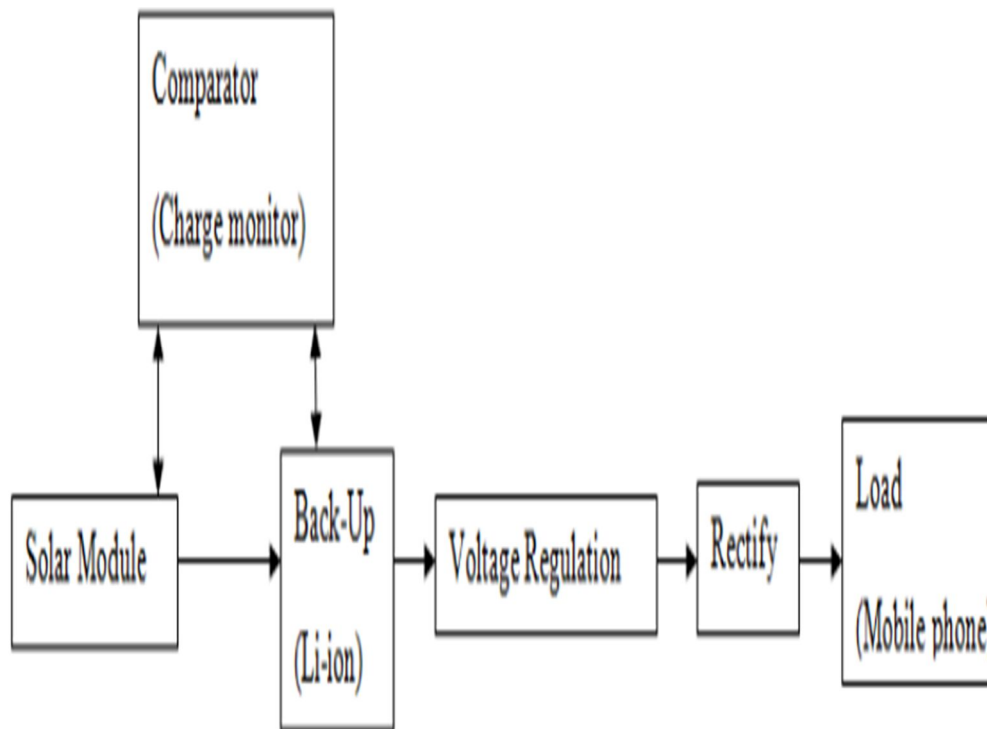 Comparator
(Charge monitor)
Solar Module
Back-Up
(Li-ion)
Voltage Regulation
Rectify
Load
(Mobile phone